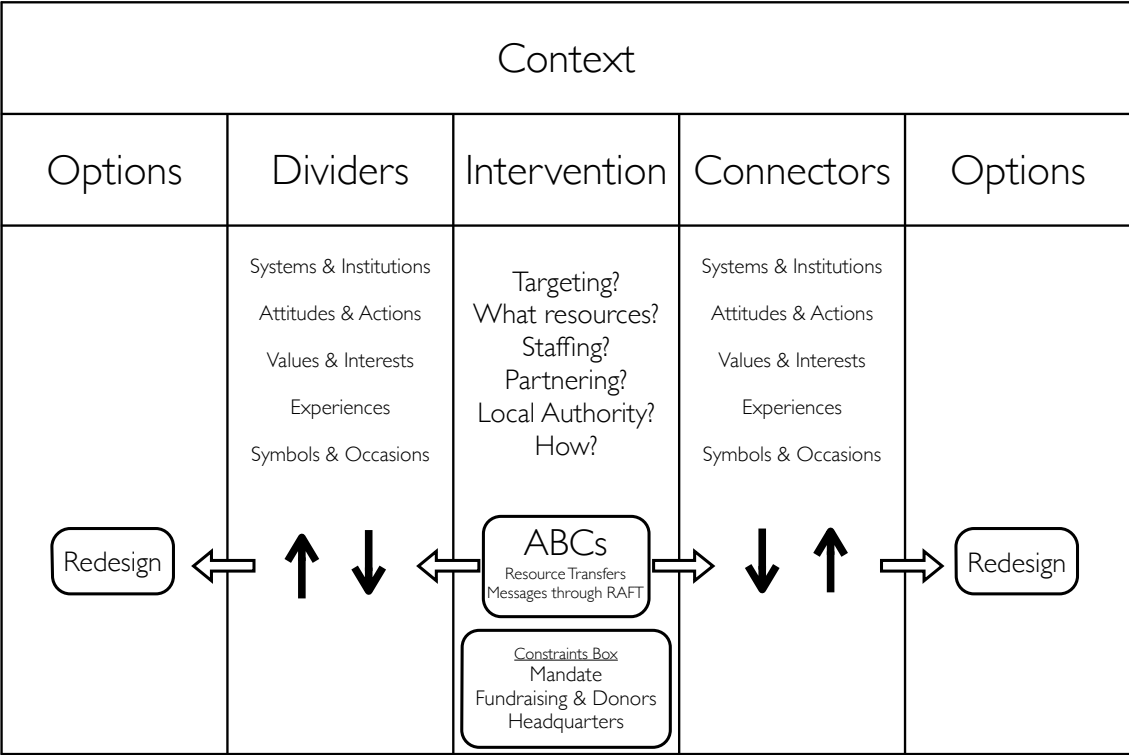 Context
Options
Dividers
Intervention
Connectors
Options
Systems & Institutions
Attitudes & Actions
Values & Interests
Experiences
Symbols & Occasions
Targeting?
What resources?
Staffing?
Partnering?
Local Authority?
How?
Systems & Institutions
Attitudes & Actions
Values & Interests
Experiences
Symbols & Occasions
Redesign
ABCs
Resource Transfers
Messages through RAFT
Redesign
Constraints Box
Mandate
Fundraising & Donors
Headquarters